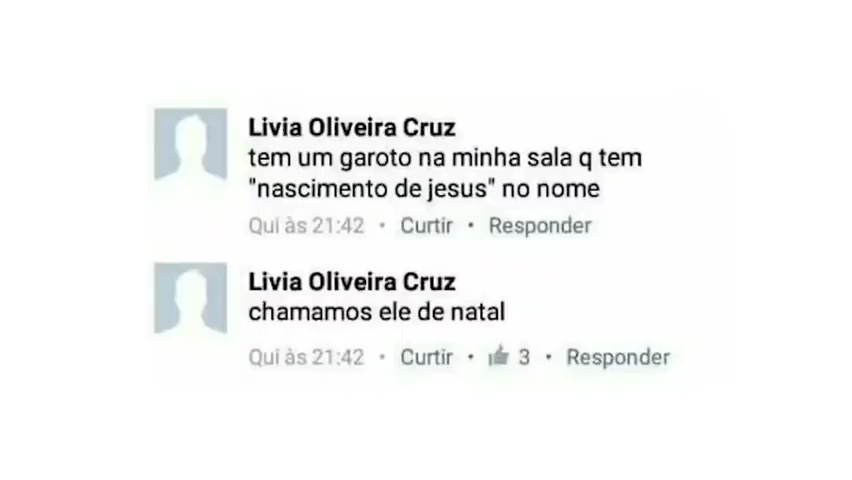 Livia Oliveira Cruz
tem um garoto na minha sala q tem
"nascimento de jesus" no nome
Qui às 21:42 • Curtir • Responder
Livia Oliveira Cruz
chamamos ele de natal
Qui às 21:42 • Curtir • 3 • Responder